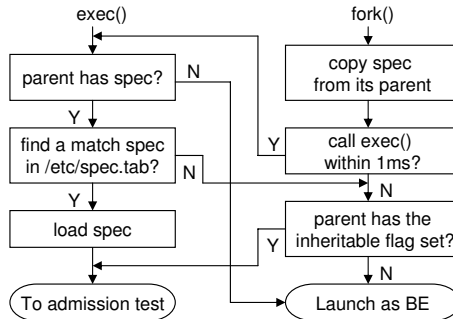 exec()
parent has spec?
N
Y
find a match spec
in /etc/spec.tab?
N
Y
load spec
To admission test
fork()
copy spec
from its parent
call exec()
within 1ms?
Y
N
parent has the
inheritable flag set?
Y
N
Launch as BE